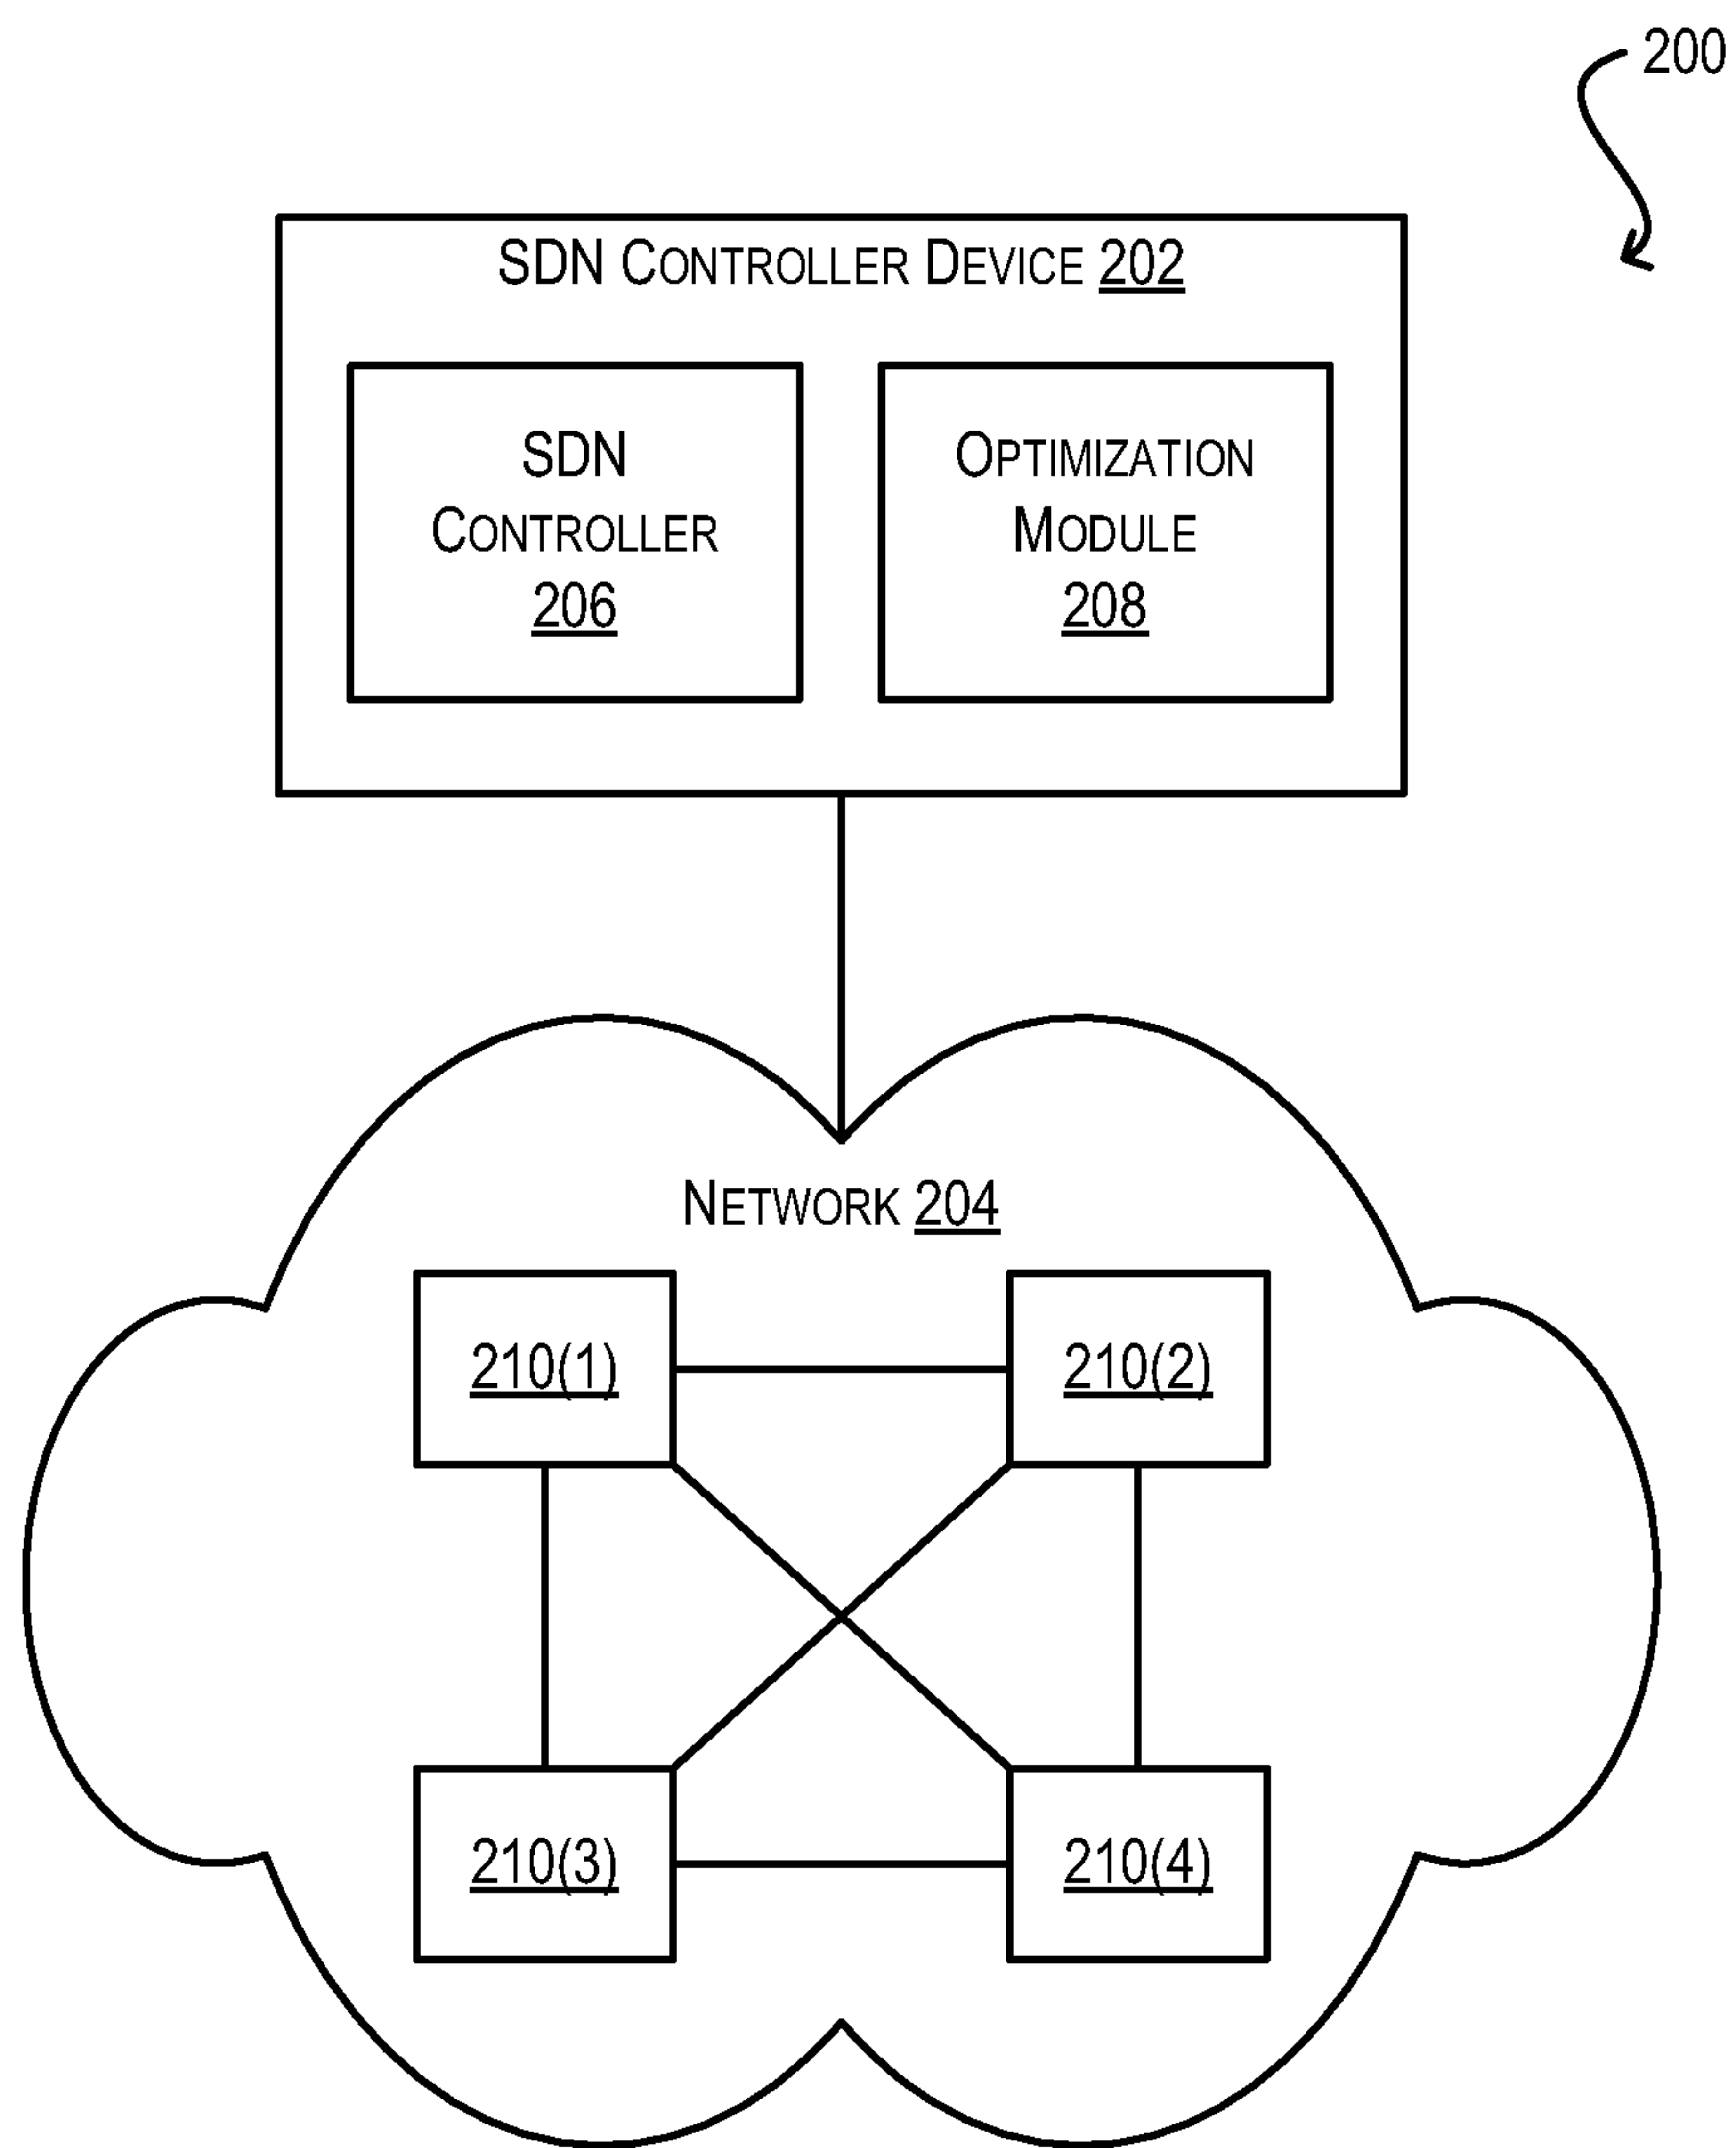 200
SDN CONTROLLER DEVICE 202
SDN
CONTROLLER
206
OPTIMIZATION
MODULE
208
NETWORK 204
210(1)
210(2)
210(3)
210(4)